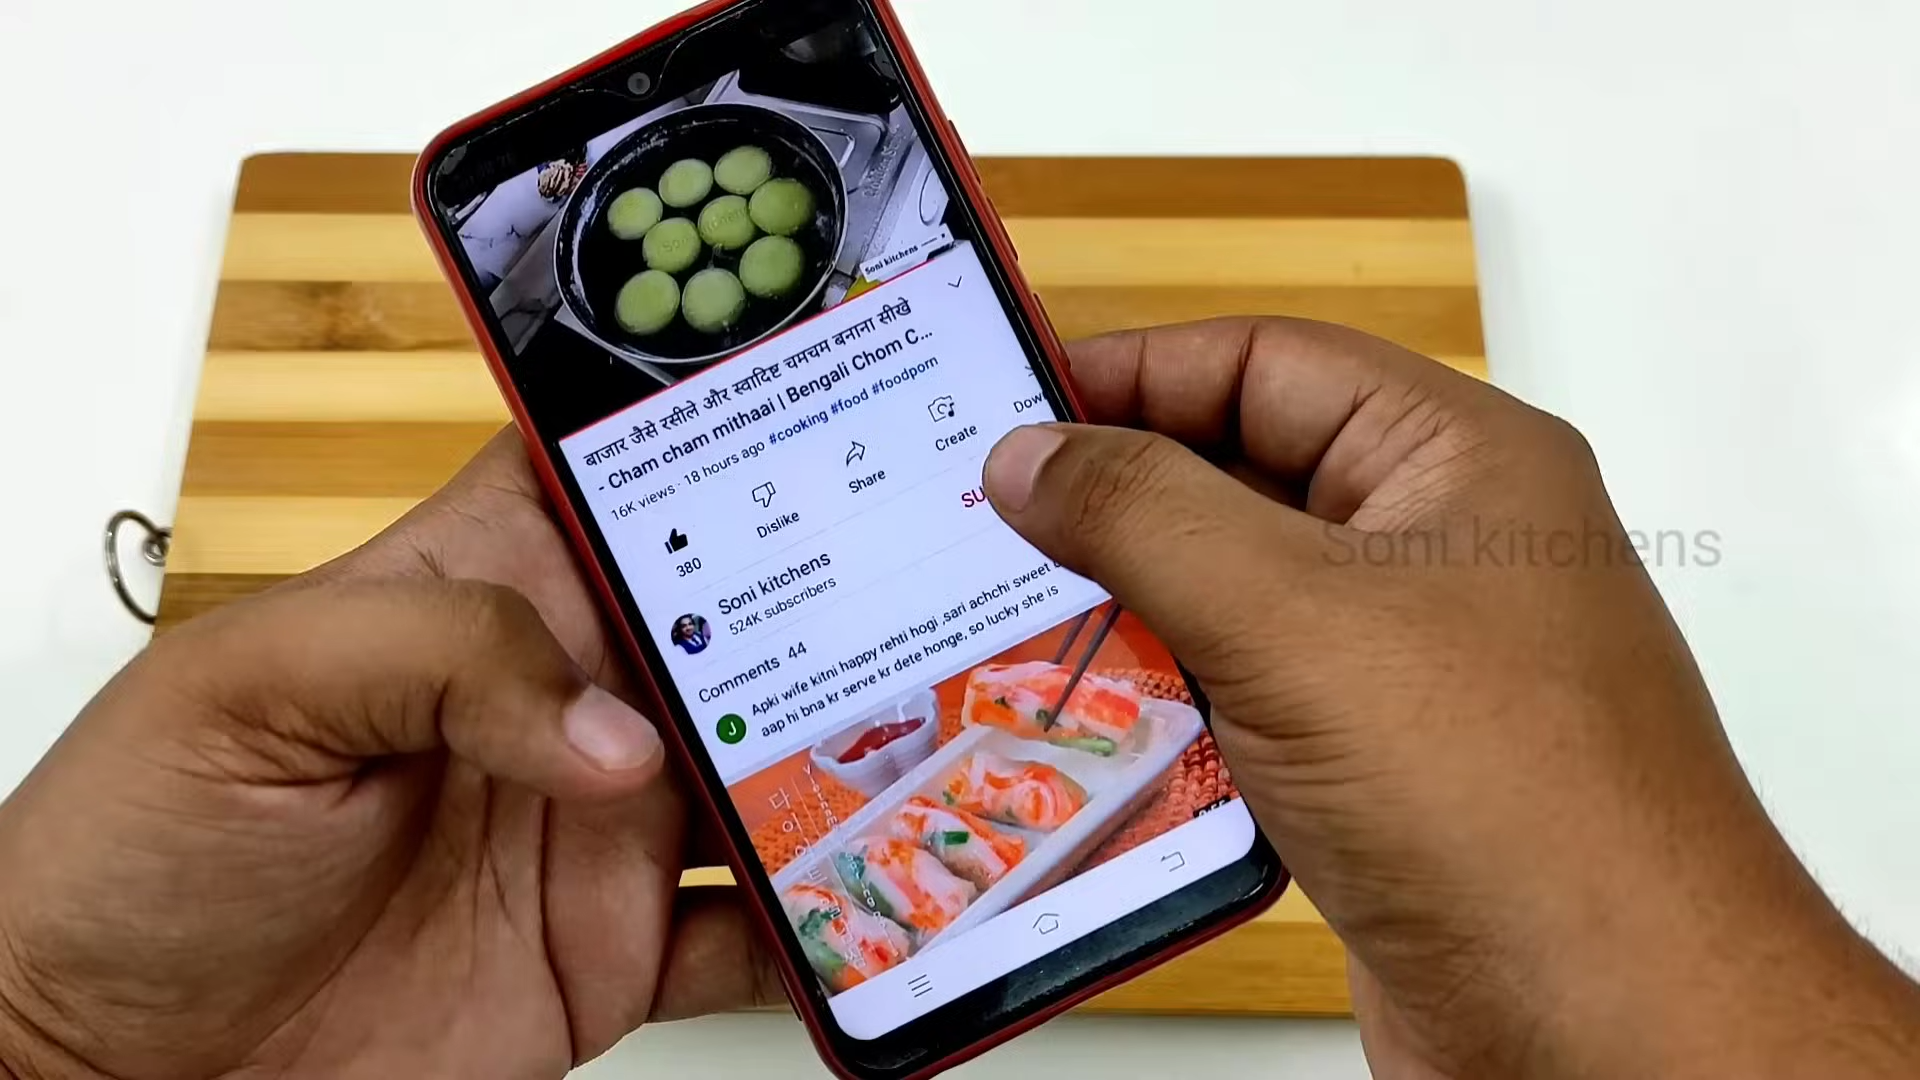 Soni kitchens
बाजार जैसे रसीले और स्वादिष्ट चमचम बनाना सीखे
- Cham cham mithaai | Bengali Chom C...
16K views · 18 hours ago #cooking #food #foodporn
380
Dislike
Share
Create
Dow
SU
Soni kitchens
524K subscribers
Comments 44
J
Apki wife kitni happy rehti hogi ,sari achchi sweet
aap hi bna kr serve kr dete honge, so lucky she is
Soni kitchens